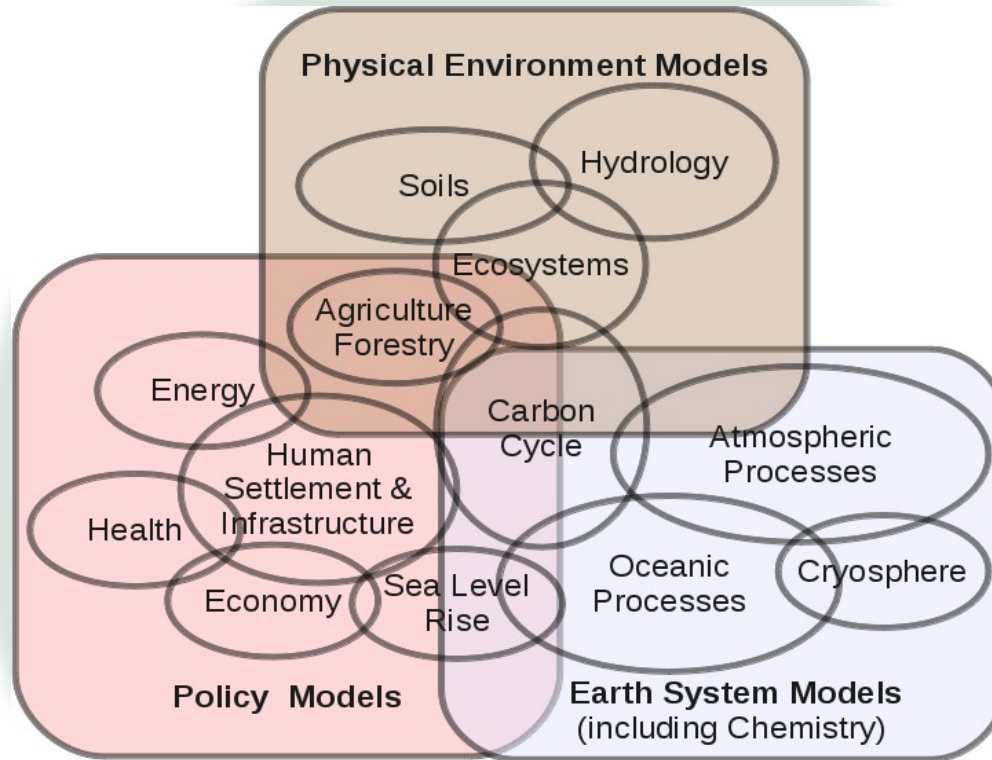 Physical Environment Models
Hydrology
Soils
Ecosystems
Agriculture
Forestry
Energy
Carbon
Cycle
Atmospheric
Processes
Human
Settlement &
Infrastructure
Health
Oceanic
Processes
Cryosphere
Economy
Sea Level
Rise
Policy  Models
Earth System Models
(including Chemistry)